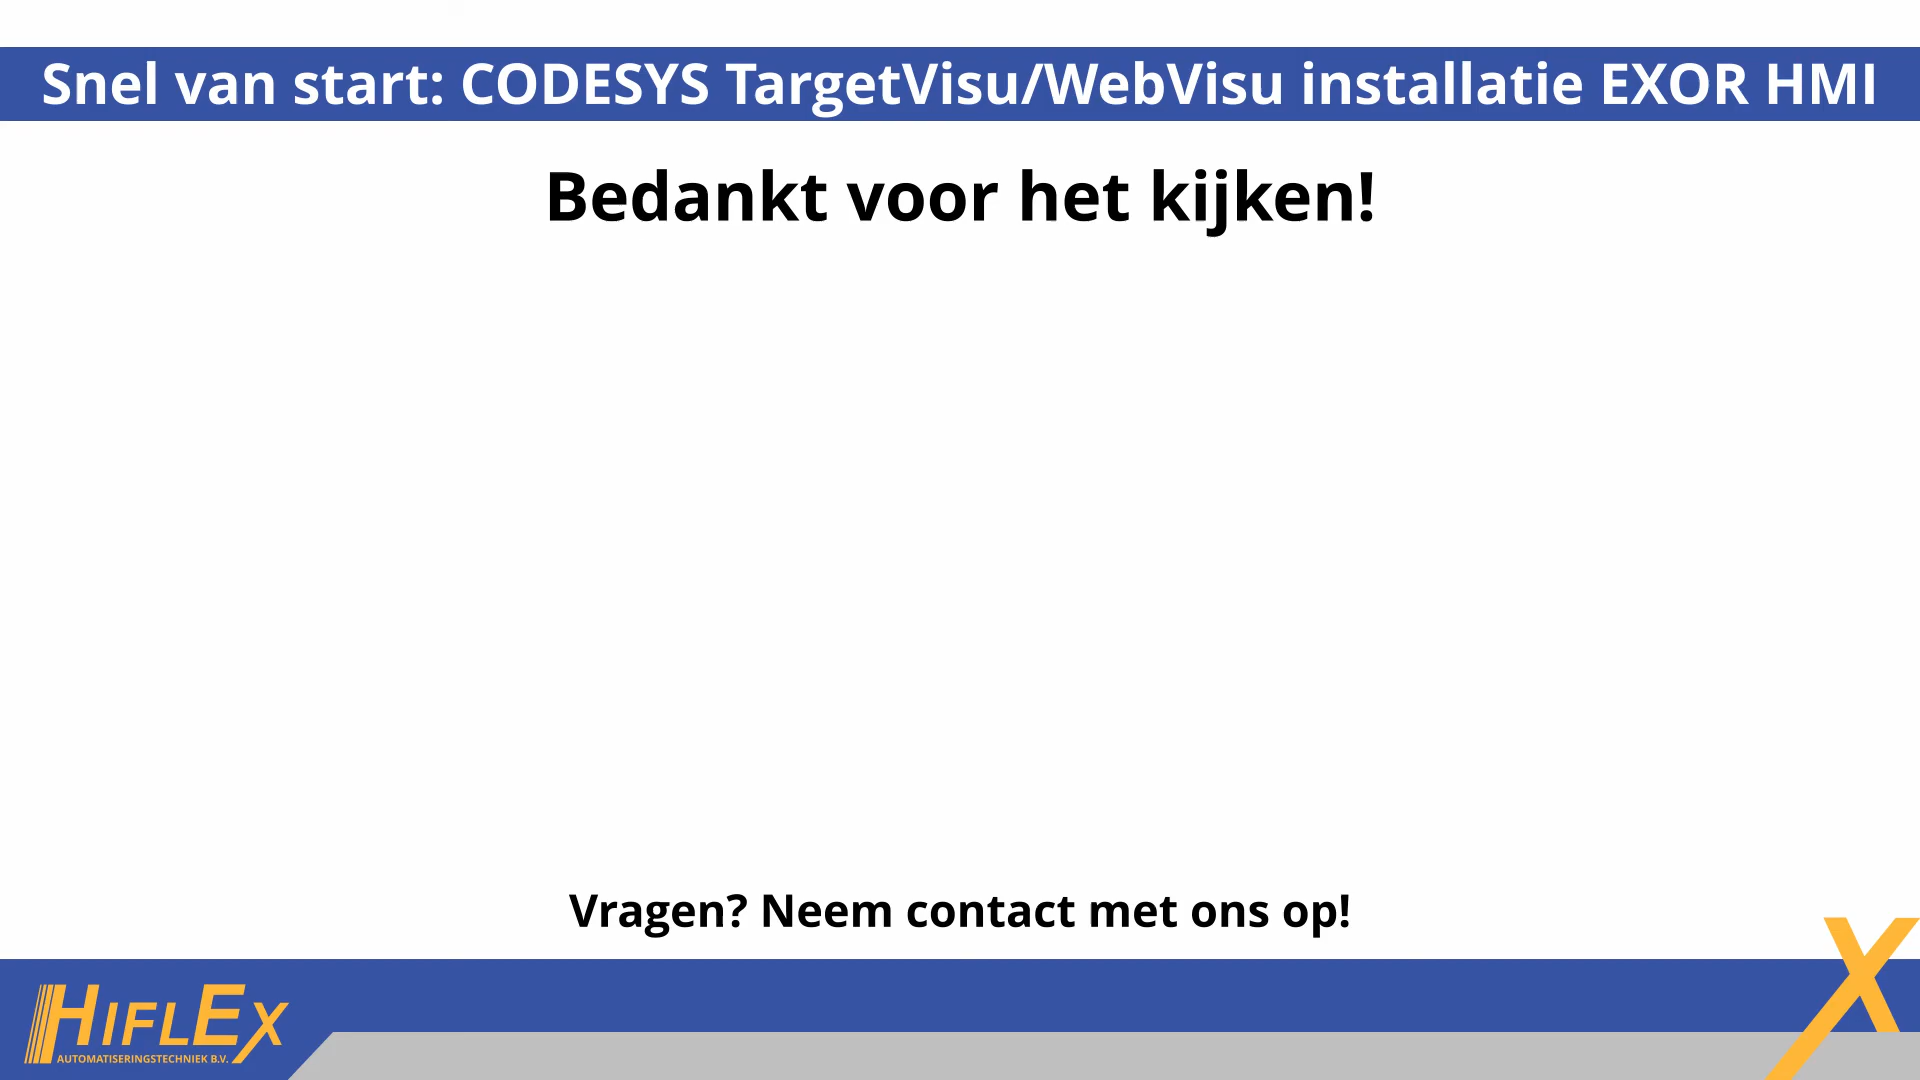 Snel van start: CODESYS TargetVisu/WebVisu installatie EXOR HMI
Bedankt voor het kijken!
Vragen? Neem contact met ons op!
HIFLEX
AUTOMATISERINGSTECHNIEK B.V.
X